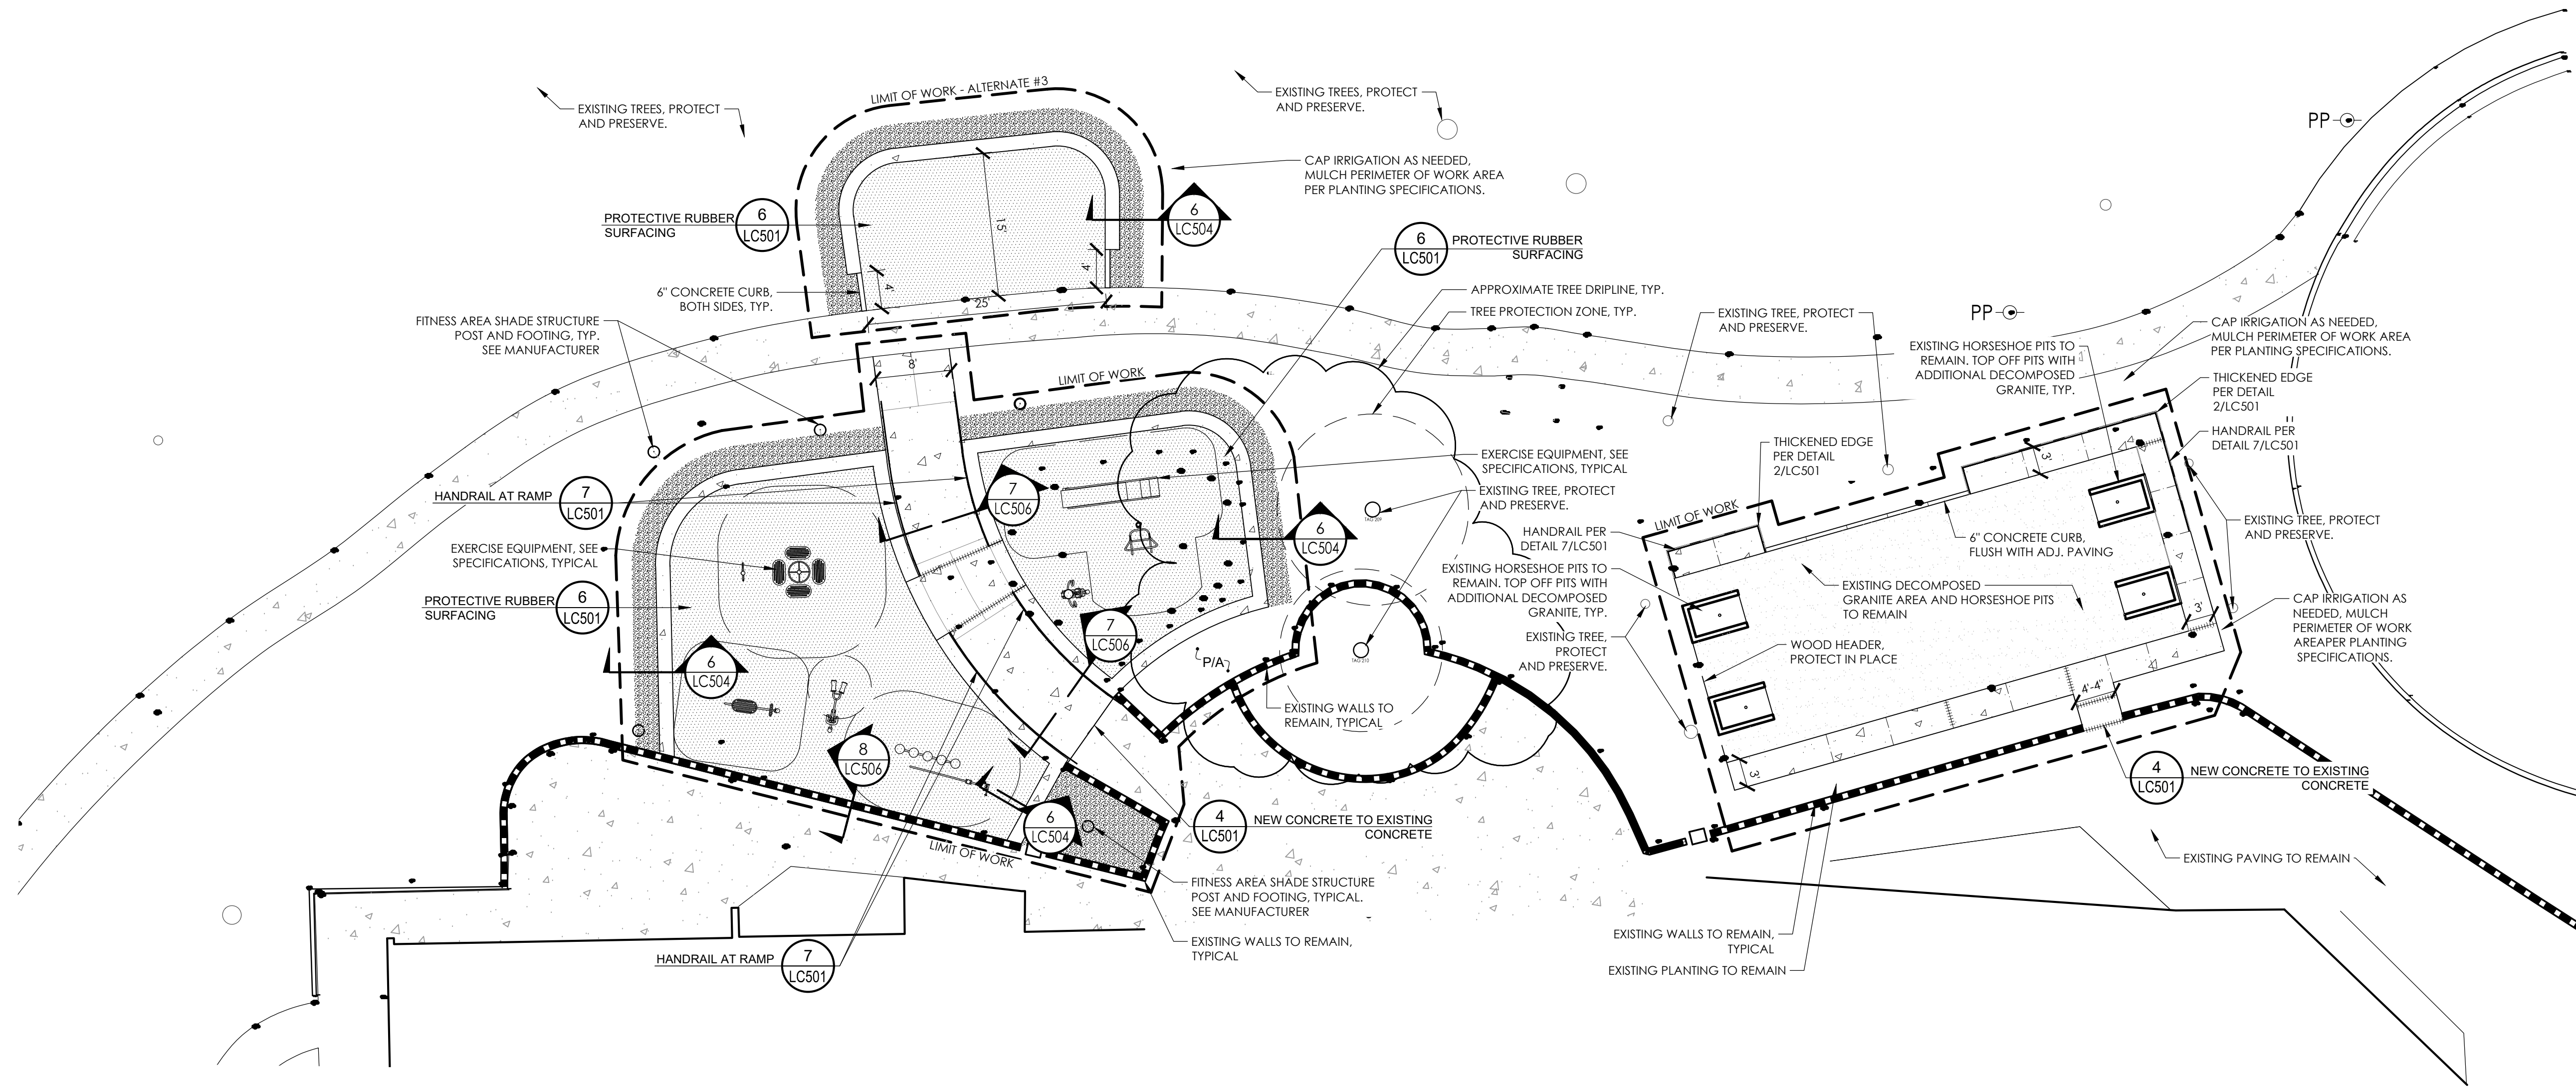 LIMIT OF WORK - ALTERNATE #3
EXISTING TREES, PROTECT
AND PRESERVE.
EXISTING TREES, PROTECT
AND PRESERVE.
PP
CAP IRRIGATION AS NEEDED,
MULCH PERIMETER OF WORK AREA
PER PLANTING SPECIFICATIONS.
PROTECTIVE RUBBER
SURFACING
6
LC501
15'
6
LC504
4'
4'
25'
6
LC501
PROTECTIVE RUBBER
SURFACING
6" CONCRETE CURB,
BOTH SIDES, TYP.
APPROXIMATE TREE DRIPLINE, TYP.
TREE PROTECTION ZONE, TYP.
FITNESS AREA SHADE STRUCTURE
POST AND FOOTING, TYP.
SEE MANUFACTURER
EXISTING TREE, PROTECT
AND PRESERVE.
PP
CAP IRRIGATION AS NEEDED,
MULCH PERIMETER OF WORK AREA
PER PLANTING SPECIFICATIONS.
EXISTING HORSESHOE PITS TO
REMAIN. TOP OFF PITS WITH
ADDITIONAL DECOMPOSED
GRANITE, TYP.
8'
LIMIT OF WORK
THICKENED EDGE
PER DETAIL
2/LC501
HANDRAIL PER
DETAIL 7/LC501
THICKENED EDGE
PER DETAIL
2/LC501
3'
EXERCISE EQUIPMENT, SEE
SPECIFICATIONS, TYPICAL
EXISTING TREE, PROTECT
AND PRESERVE.
HANDRAIL AT RAMP
7
LC501
7
LC506
TAG 209
6
LC504
LIMIT OF WORK
HANDRAIL PER
DETAIL 7/LC501
6" CONCRETE CURB,
FLUSH WITH ADJ. PAVING
EXISTING TREE, PROTECT
AND PRESERVE.
EXERCISE EQUIPMENT, SEE
SPECIFICATIONS, TYPICAL
EXISTING HORSESHOE PITS TO
REMAIN. TOP OFF PITS WITH
ADDITIONAL DECOMPOSED
GRANITE, TYP.
EXISTING DECOMPOSED
GRANITE AREA AND HORSESHOE PITS
TO REMAIN
PROTECTIVE RUBBER
SURFACING
6
LC501
3'
CAP IRRIGATION AS
NEEDED, MULCH
PERIMETER OF WORK
AREAPER PLANTING
SPECIFICATIONS.
7
LC506
P/A
TAG 210
EXISTING TREE,
PROTECT
AND PRESERVE.
WOOD HEADER,
PROTECT IN PLACE
6
LC504
4'-4"
EXISTING WALLS TO
REMAIN, TYPICAL
8
LC506
3'
4
LC501
NEW CONCRETE TO EXISTING
CONCRETE
6
LC504
4
LC501
NEW CONCRETE TO EXISTING
CONCRETE
LIMIT OF WORK
EXISTING PAVING TO REMAIN
FITNESS AREA SHADE STRUCTURE
POST AND FOOTING, TYPICAL.
SEE MANUFACTURER
EXISTING WALLS TO REMAIN,
TYPICAL
EXISTING WALLS TO REMAIN,
TYPICAL
EXISTING PLANTING TO REMAIN
HANDRAIL AT RAMP
7
LC501